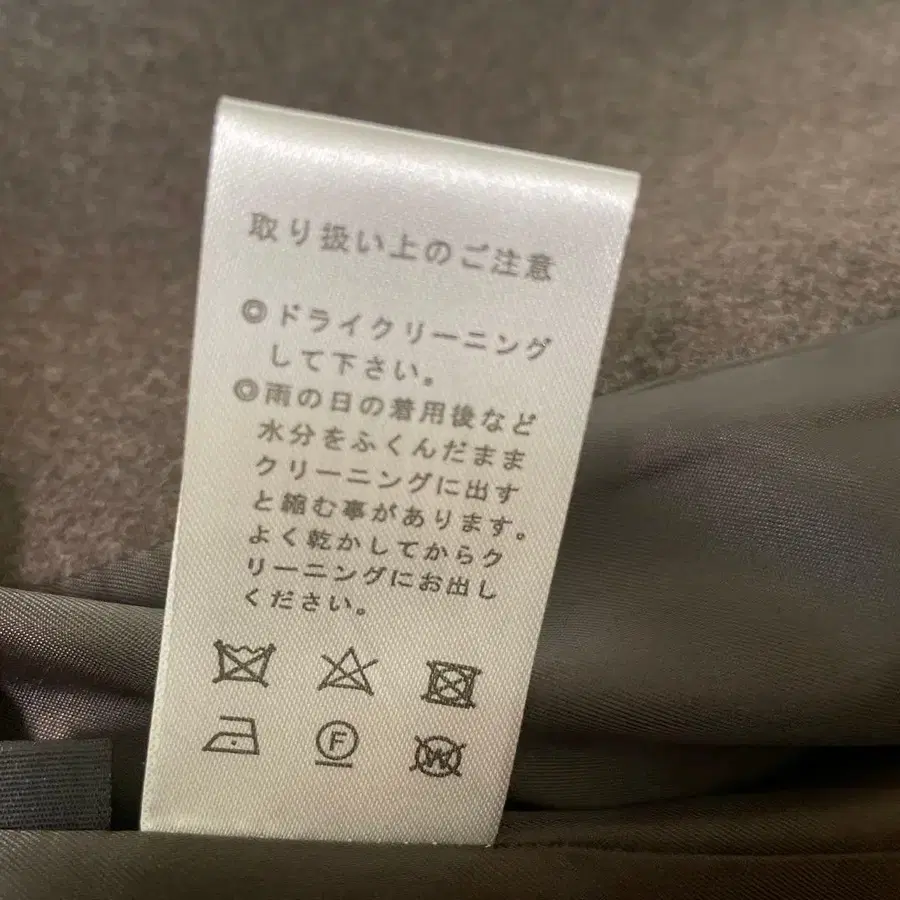 取り扱い上のご注意
◎ドライクリーニング
して下さい。
◎雨の日の着用後など
水分をふくんだまま
クリーニングに出す
と縮む事があります。
よく乾かしてからク
リーニングにお出し
ください。
F
W